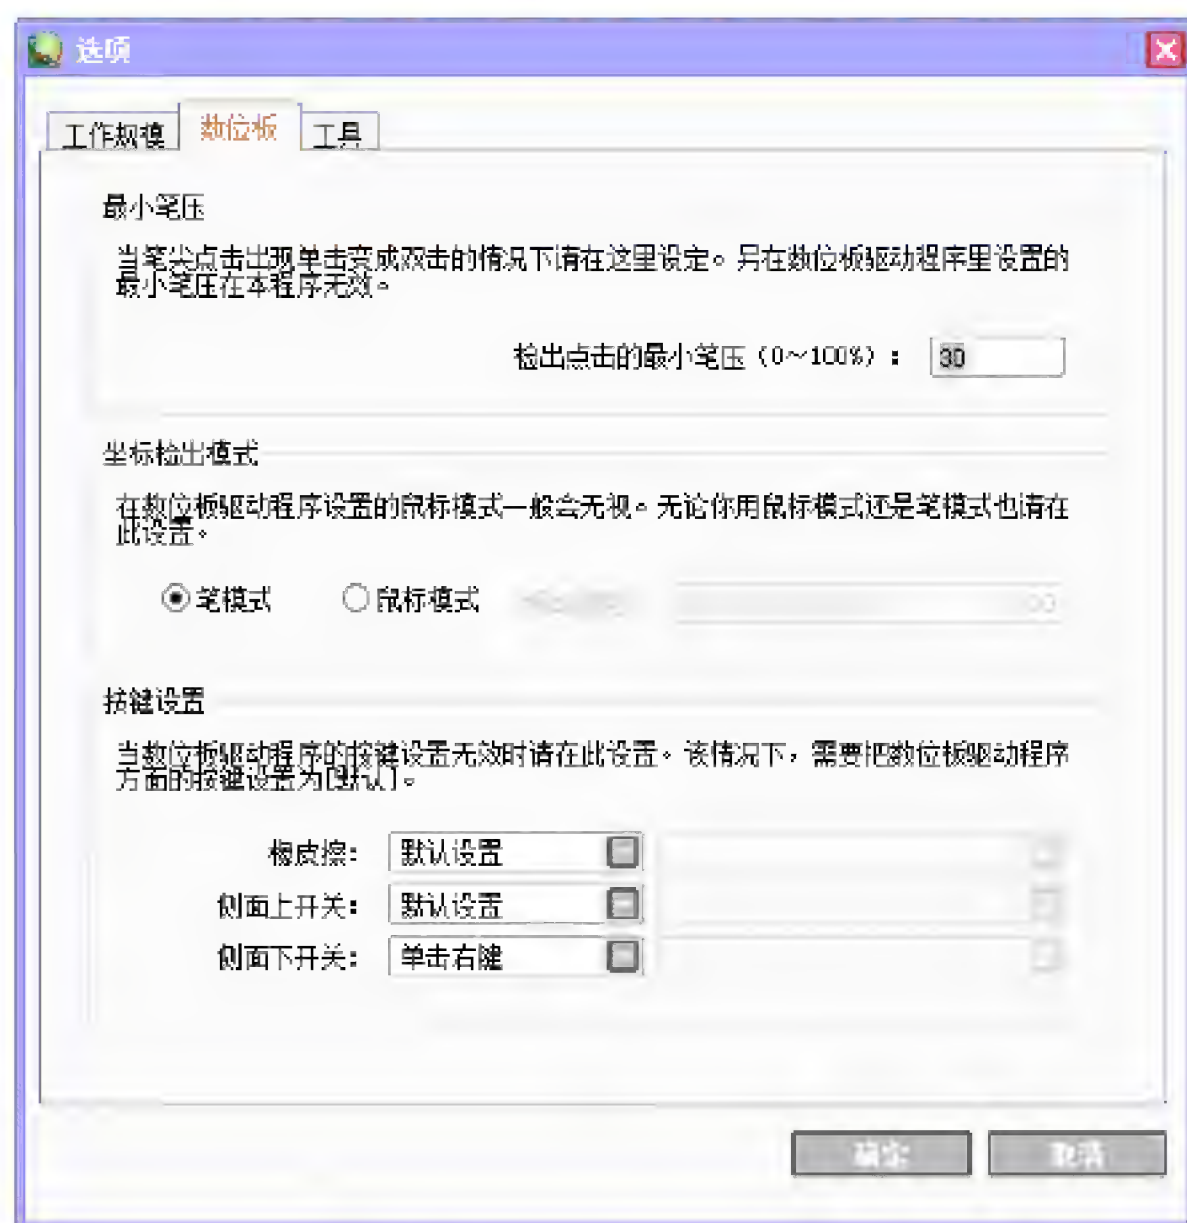 选项
工作规模 数位板 工具
最小笔压
当笔尖点击出现单击变成双击的情况下请在这里设定。另在数位板驱动程序里设置的
最小笔压在本程序无效。
检出点击的最小笔压(0～100%): 30
坐标检出模式
在数位板驱动程序设置的鼠标模式一般会无视。无论你用鼠标模式还是笔模式也请在
此设置。
笔模式 鼠标模式
按键设置
当数位板驱动程序的按键设置无效时请在此设置。该情况下，需要把数位板驱动程序
方面的按键设置为[默认]。
橡皮擦: 默认设置
侧面上开关: 默认设置
侧面下开关: 单击右键
确定 取消